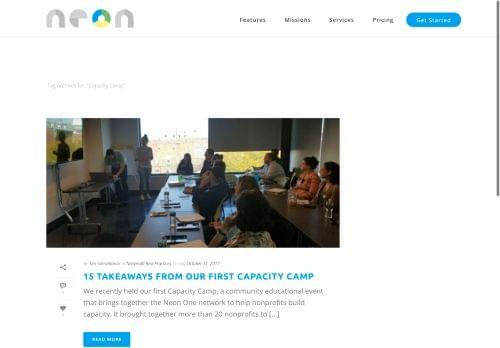 neon
Features Missions Services Pricing Get Started
Tag Archives for: "Capacity Camp"
In Nonprofit Best Practices Posted October 31, 2017
15 TAKEAWAYS FROM OUR FIRST CAPACITY CAMP
We recently held our first Capacity Camp, a community educational event
that brings together the Neon One network to help nonprofits build
capacity. It brought together more than 20 nonprofits to [...]
READ MORE